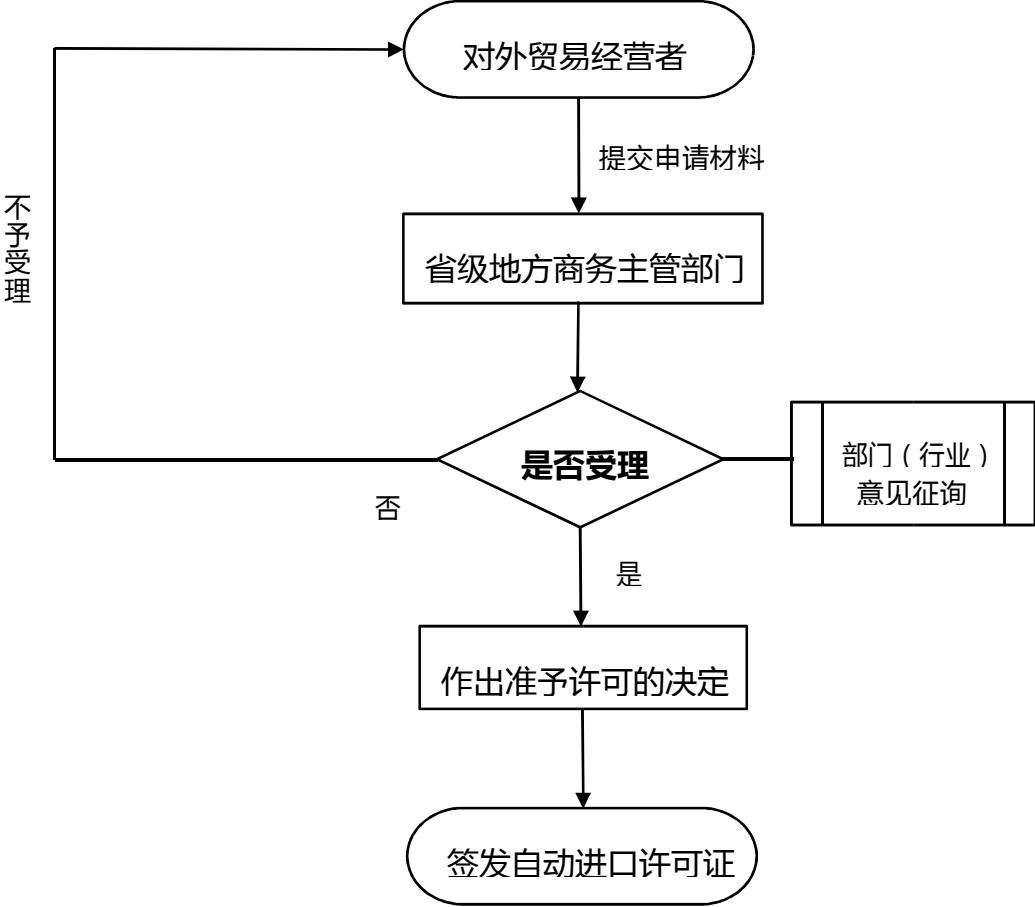 对外贸易经营者
提交申请材料
不予受理
省级地方商务主管部门
是否受理
部门（行业）
意见征询
否
是
作出准予许可的决定
签发自动进口许可证